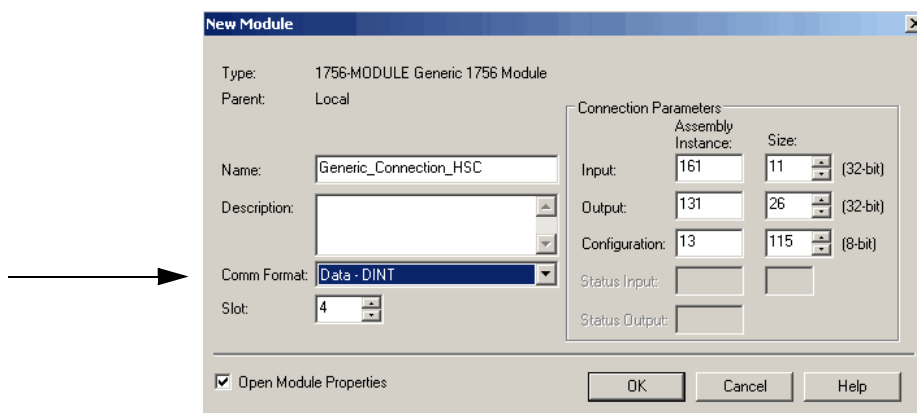 New Module
Type: 1756-MODULE Generic 1756 Module
Parent: Local
Connection Parameters
Assembly
Instance: Size:
Name: Generic_Connection_HSC
Input: 161 11 (32-bit)
Description:
Output: 131 26 (32-bit)
Configuration: 13 115 (8-bit)
Comm Format: Data - DINT
Status Input:
Slot: 4
Status Output:
Open Module Properties
OK Cancel Help